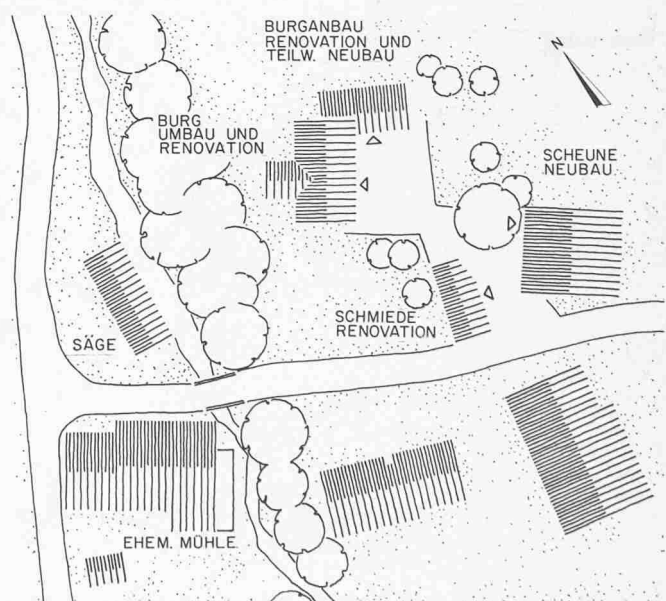 BURGANBAU
RENOVATION UND
TEILW. NEUBAU
N
BURG
UMBAU UND
RENOVATION
SCHEUNE
NEUBAU
SCHMIEDE
RENOVATION
SÄGE
EHEM. MÜHLE